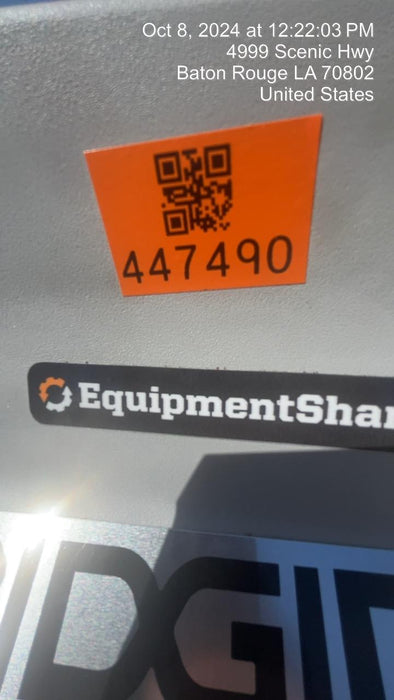 Oct 8, 2024 at 12:22:03 PM
4999 Scenic Hwy
Baton Rouge LA 70802
United States
447490
EquipmentShar
RIDGID